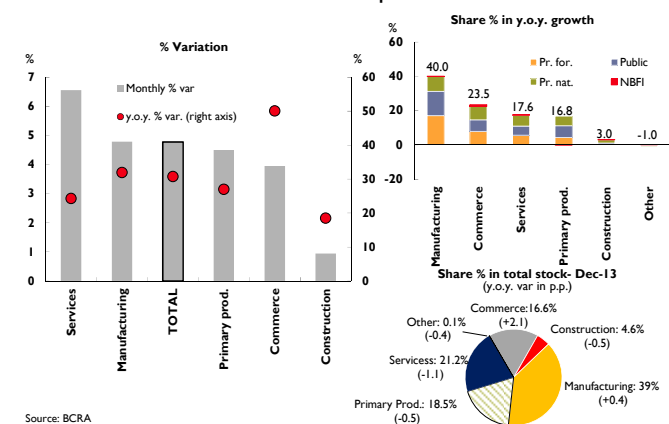 % Variation
%
%
7
6
5
4
3
2
1
0
60
50
40
30
20
10
0
Monthly % var
y.o.y. % var. (right axis)
Services
Manufacturing
TOTAL
Primary prod.
Commerce
Construction
Source: BCRA
Share % in y.o.y. growth
%
60
40
20
0
-20
Pr. for.
Public
Pr. nat.
NBFI
40.0
23.5
17.6
16.8
3.0
-1.0
Manufacturing
Commerce
Services
Primary prod.
Construction
Other
Share % in total stock- Dec-13
(y.o.y. var in p.p.)
Commerce:16.6%
(+2.1)
Other: 0.1%
(-0.4)
Construction: 4.6%
(-0.5)
Servicess: 21.2%
(-1.1)
Manufacturing: 39%
(+0.4)
Primary Prod.: 18.5%
(-0.5)